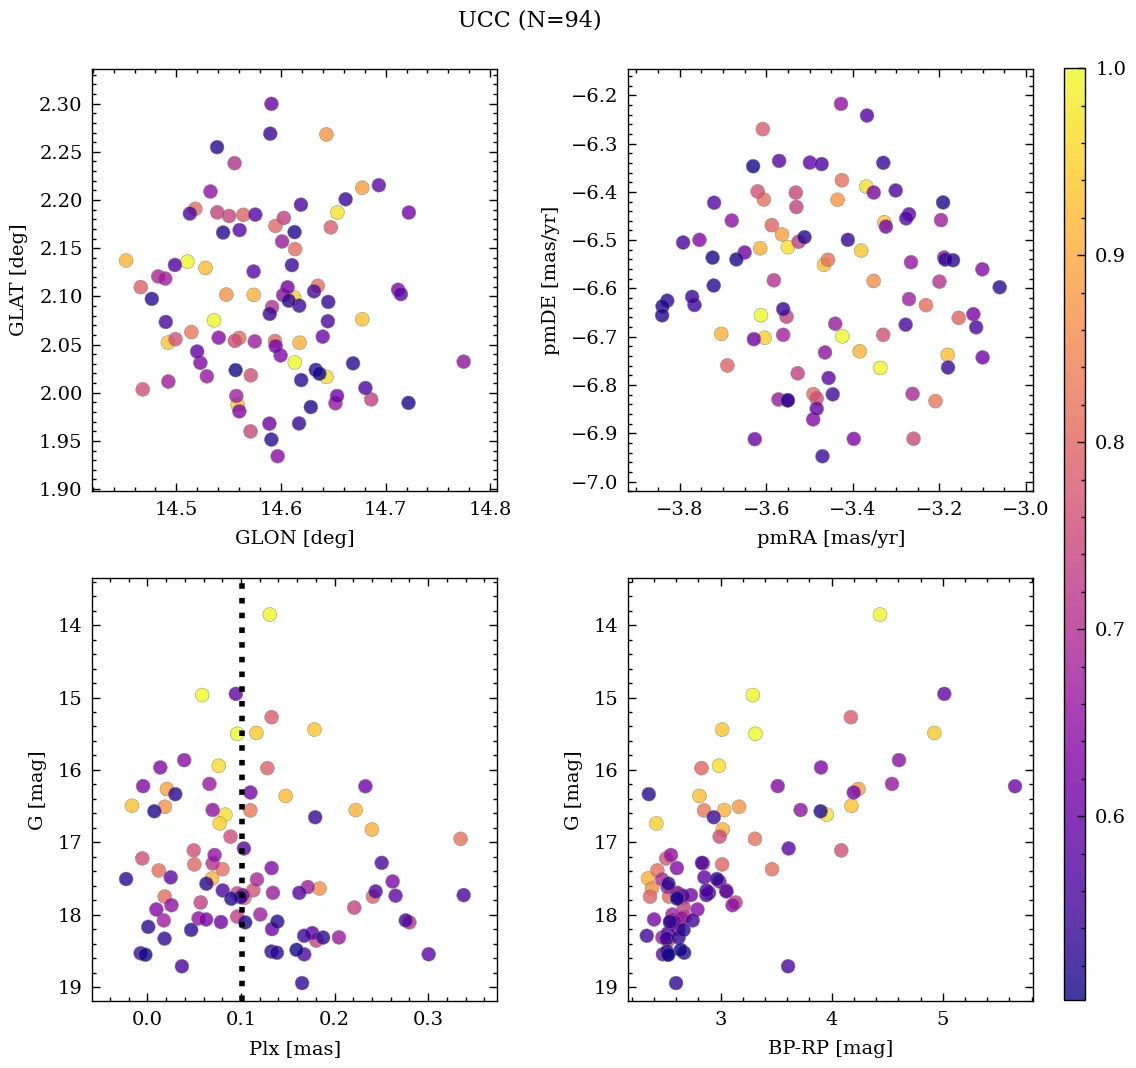 UCC (N=94)
2.30
2.25
2.20
2.15
2.10
2.05
2.00
1.95
1.90
GLAT [deg]
14.5 14.6 14.7 14.8
GLON [deg]
−6.2
−6.3
−6.4
−6.5
−6.6
−6.7
−6.8
−6.9
−7.0
pmDE [mas/yr]
−3.8 −3.6 −3.4 −3.2 −3.0
pmRA [mas/yr]
1.0
0.9
0.8
0.7
0.6
14
15
16
17
18
19
G [mag]
0.0 0.1 0.2 0.3
Plx [mas]
14
15
16
17
18
19
G [mag]
3 4 5
BP-RP [mag]